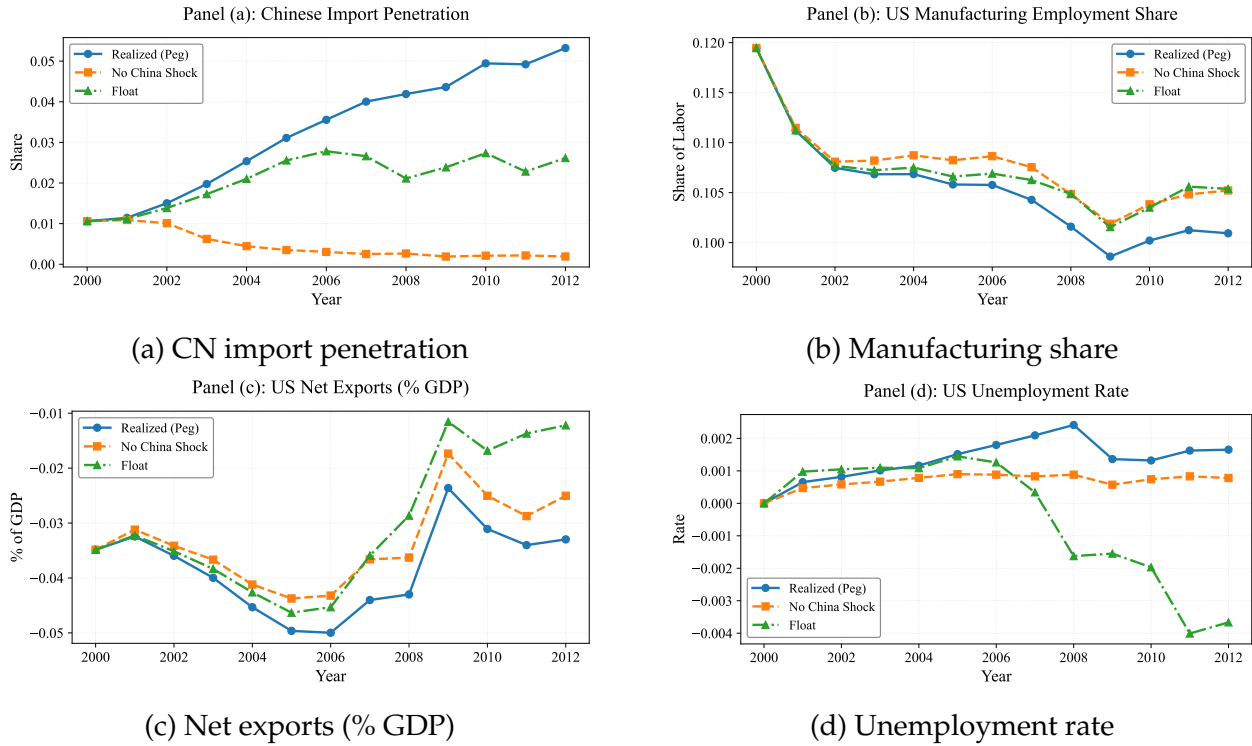 Panel (a): Chinese Import Penetration
Realized (Peg)
No China Shock
Float
0.05
0.04
0.03
0.02
0.01
0.00
Share
2000 2002 2004 2006 2008 2010 2012
Year
(a) CN import penetration
Panel (b): US Manufacturing Employment Share
Realized (Peg)
No China Shock
Float
0.120
0.115
0.110
0.105
0.100
Share of Labor
2000 2002 2004 2006 2008 2010 2012
Year
(b) Manufacturing share
Panel (c): US Net Exports (% GDP)
Realized (Peg)
No China Shock
Float
−0.01
−0.02
−0.03
−0.04
−0.05
% of GDP
2000 2002 2004 2006 2008 2010 2012
Year
(c) Net exports (% GDP)
Panel (d): US Unemployment Rate
0.002
0.001
0.000
−0.001
−0.002
−0.003
−0.004
Rate
Realized (Peg)
No China Shock
Float
2000 2002 2004 2006 2008 2010 2012
Year
(d) Unemployment rate